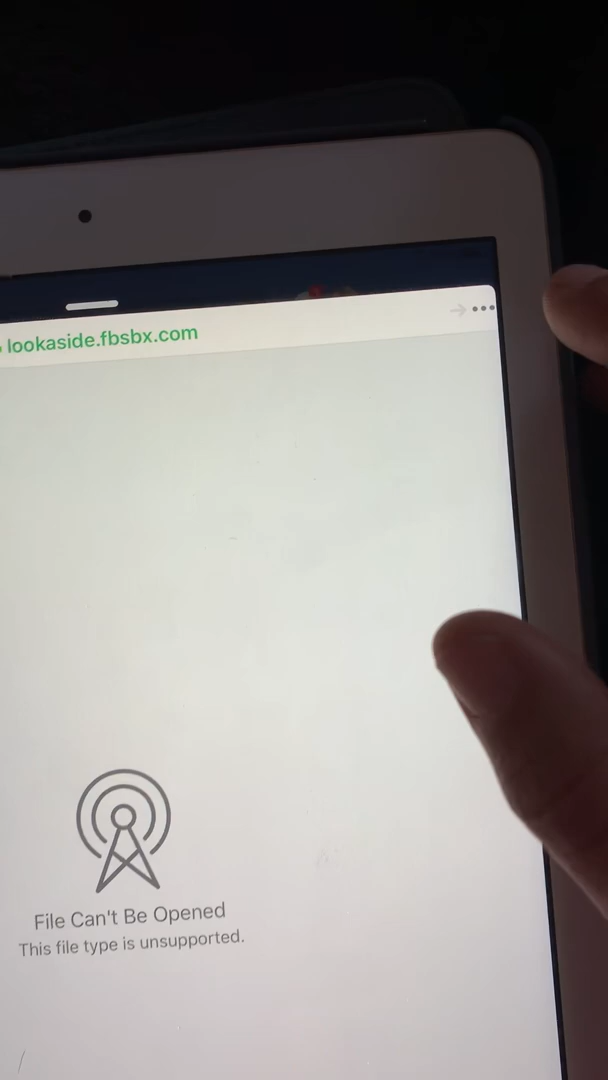 lookaside.fbsbx.com
File Can't Be Opened
This file type is unsupported.